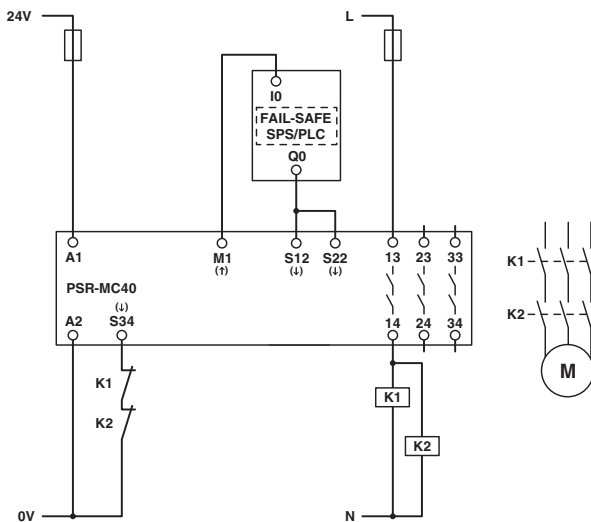 24V
L
I0
FAIL-SAFE
SPS/PLC
Q0
A1
M1
(↑)
S12
(↓)
S22
(↓)
13
23
33
PSR-MC40
A2
(↓)
S34
14
24
34
K1
K2
K1
K2
K1
K2
M
0V
N